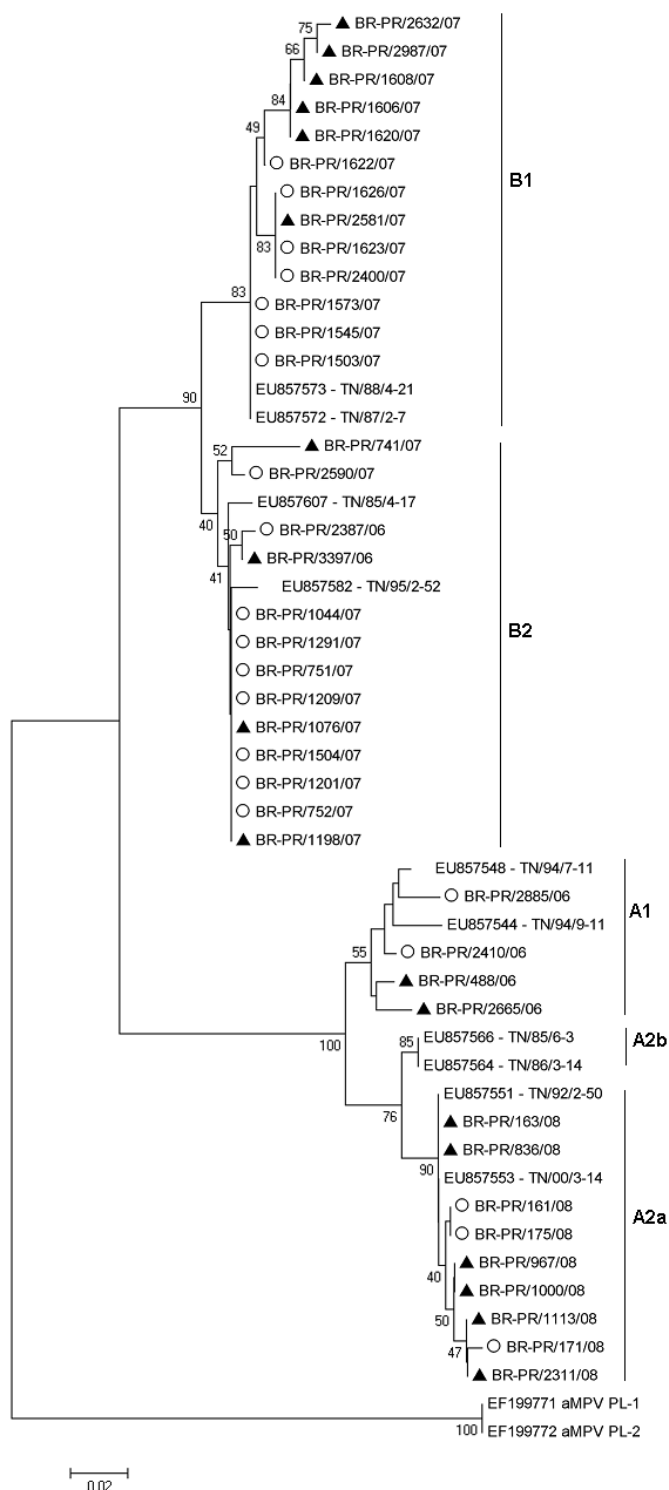 75
BR-PR/2632/07
BR-PR/2987/07
66
BR-PR/1608/07
84
BR-PR/1606/07
BR-PR/1620/07
49
BR-PR/1622/07
B1
BR-PR/1626/07
BR-PR/2581/07
83
BR-PR/1623/07
BR-PR/2400/07
83
BR-PR/1573/07
BR-PR/1545/07
BR-PR/1503/07
EU857573 - TN/88/4-21
90
EU857572 - TN/87/2-7
52
BR-PR/741/07
BR-PR/2590/07
EU857607 - TN/85/4-17
40
50
BR-PR/2387/06
BR-PR/3397/06
41
EU857582 - TN/95/2-52
BR-PR/1044/07
B2
BR-PR/1291/07
BR-PR/751/07
BR-PR/1209/07
BR-PR/1076/07
BR-PR/1504/07
BR-PR/1201/07
BR-PR/752/07
BR-PR/1198/07
EU857548 - TN/94/7-11
BR-PR/2885/06
A1
EU857544 - TN/94/9-11
55
BR-PR/2410/06
BR-PR/488/06
BR-PR/2665/06
100
85
EU857566 - TN/85/6-3
A2b
EU857564 - TN/86/3-14
76
EU857551 - TN/92/2-50
BR-PR/163/08
BR-PR/836/08
90
EU857553 - TN/00/3-14
BR-PR/161/08
A2a
BR-PR/175/08
BR-PR/967/08
40
BR-PR/1000/08
50
BR-PR/1113/08
BR-PR/171/08
47
BR-PR/2311/08
EF199771 aMPV PL-1
100
EF199772 aMPV PL-2
0.02